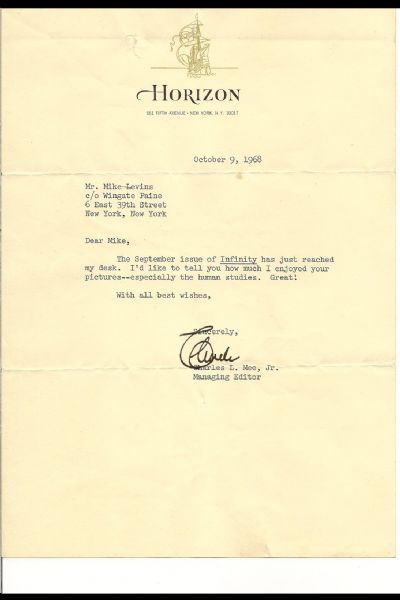 HORIZON
551 FIFTH AVENUE • NEW YORK, N.Y. 10017
October 9, 1968
Mr. Mike Levins
c/o Wingate Paine
6 East 39th Street
New York, New York
Dear Mike,
The September issue of Infinity has just reached
my desk. I'd like to tell you how much I enjoyed your
pictures--especially the human studies. Great!
With all best wishes,
Sincerely,
Charles L. Mee, Jr.
Managing Editor